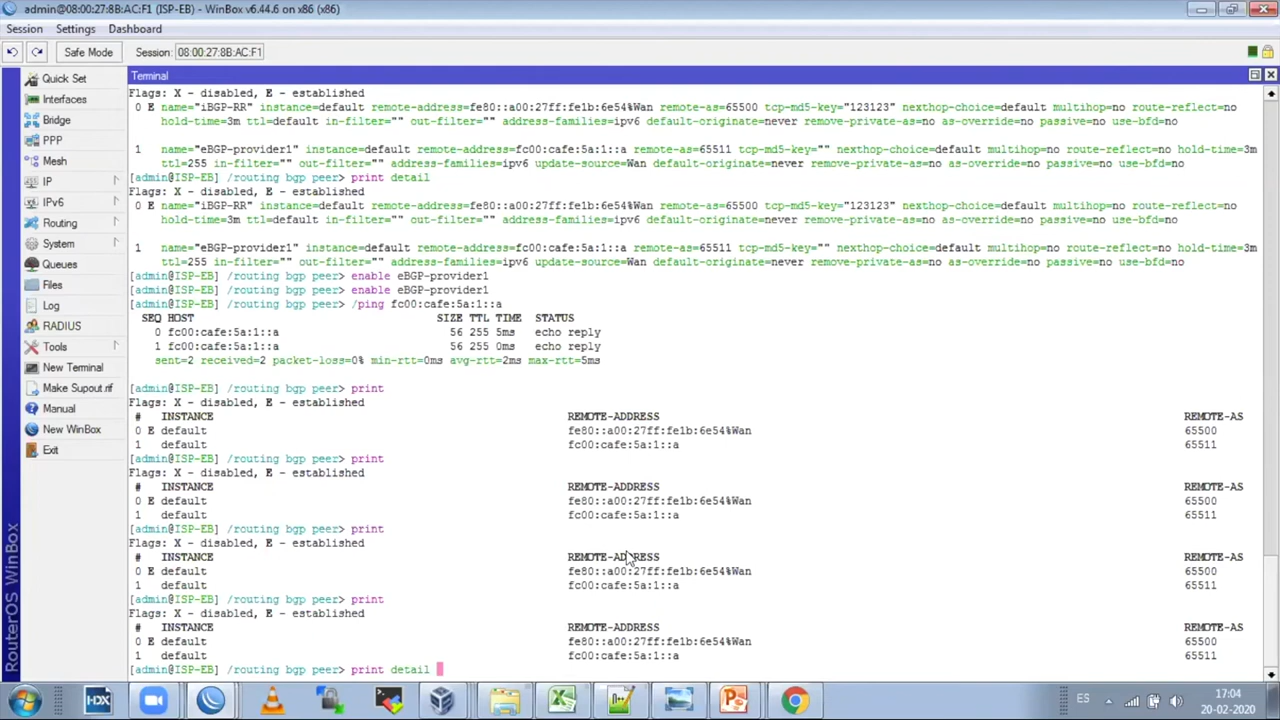 admin@08:00:27:8B:AC:F1 (ISP-EB) - WinBox v6.44.6 on x86 (x86)
Session Settings Dashboard
Safe Mode Session: 08:00:27:8B:AC:F1
Quick Set
Interfaces
Bridge
PPP
Mesh
IP
IPv6
Routing
System
Queues
Files
Log
RADIUS
Tools
New Terminal
Make Supout.rif
Manual
New WinBox
Exit
RouterOS WinBox
Terminal
Flags: X - disabled, E - established
0 E name="iBGP-RR" instance=default remote-address=fe80::a00:27ff:fe1b:6e54%Wan remote-as=65500 tcp-md5-key="123123" nexthop-choice=default multihop=no route-reflect=no
hold-time=3m ttl=default in-filter="" out-filter="" address-families=ipv6 default-originate=never remove-private-as=no as-override=no passive=no use-bfd=no
1 name="eBGP-provider1" instance=default remote-address=fc00:cafe:5a:1::a remote-as=65511 tcp-md5-key="" nexthop-choice=default multihop=no route-reflect=no hold-time=3m
ttl=255 in-filter="" out-filter="" address-families=ipv6 update-source=Wan default-originate=never remove-private-as=no as-override=no passive=no use-bfd=no
[admin@ISP-EB] /routing bgp peer> print detail
Flags: X - disabled, E - established
0 E name="iBGP-RR" instance=default remote-address=fe80::a00:27ff:fe1b:6e54%Wan remote-as=65500 tcp-md5-key="123123" nexthop-choice=default multihop=no route-reflect=no
hold-time=3m ttl=default in-filter="" out-filter="" address-families=ipv6 default-originate=never remove-private-as=no as-override=no passive=no use-bfd=no
1 name="eBGP-provider1" instance=default remote-address=fc00:cafe:5a:1::a remote-as=65511 tcp-md5-key="" nexthop-choice=default multihop=no route-reflect=no hold-time=3m
ttl=255 in-filter="" out-filter="" address-families=ipv6 update-source=Wan default-originate=never remove-private-as=no as-override=no passive=no use-bfd=no
[admin@ISP-EB] /routing bgp peer> enable eBGP-provider1
[admin@ISP-EB] /routing bgp peer> enable eBGP-provider1
[admin@ISP-EB] /routing bgp peer> /ping fc00:cafe:5a:1::a
SEQ HOST SIZE TTL TIME STATUS
0 fc00:cafe:5a:1::a 56 255 5ms echo reply
1 fc00:cafe:5a:1::a 56 255 0ms echo reply
sent=2 received=2 packet-loss=0% min-rtt=0ms avg-rtt=2ms max-rtt=5ms
[admin@ISP-EB] /routing bgp peer> print
Flags: X - disabled, E - established
# INSTANCE REMOTE-ADDRESS REMOTE-AS
0 E default fe80::a00:27ff:fe1b:6e54%Wan 65500
1 default fc00:cafe:5a:1::a 65511
[admin@ISP-EB] /routing bgp peer> print
Flags: X - disabled, E - established
# INSTANCE REMOTE-ADDRESS REMOTE-AS
0 E default fe80::a00:27ff:fe1b:6e54%Wan 65500
1 default fc00:cafe:5a:1::a 65511
[admin@ISP-EB] /routing bgp peer> print
Flags: X - disabled, E - established
# INSTANCE REMOTE-ADDRESS REMOTE-AS
0 E default fe80::a00:27ff:fe1b:6e54%Wan 65500
1 default fc00:cafe:5a:1::a 65511
[admin@ISP-EB] /routing bgp peer> print
Flags: X - disabled, E - established
# INSTANCE REMOTE-ADDRESS REMOTE-AS
0 E default fe80::a00:27ff:fe1b:6e54%Wan 65500
1 default fc00:cafe:5a:1::a 65511
[admin@ISP-EB] /routing bgp peer> print detail
HDX
ES
17:04
20-02-2020